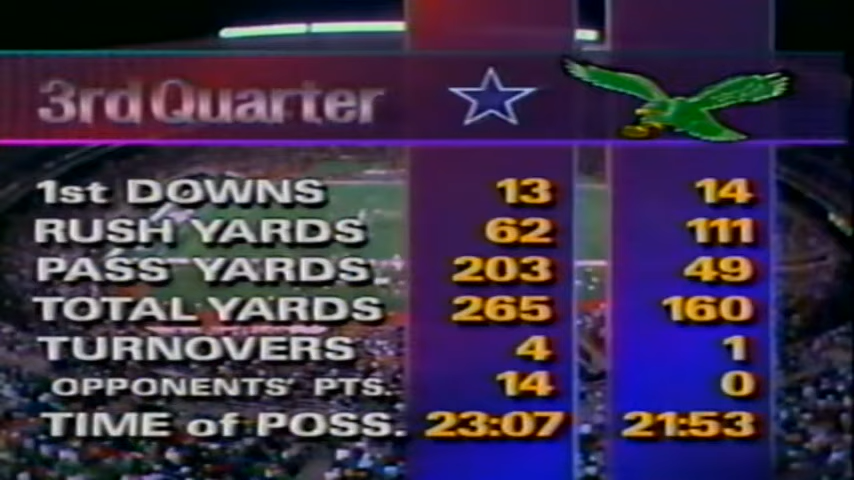 3rd Quarter
1st DOWNS 13 14
RUSH YARDS 62 111
PASS YARDS 203 49
TOTAL YARDS 265 160
TURNOVERS 4 1
OPPONENTS' PTS. 14 0
TIME of POSS. 23:07 21:53